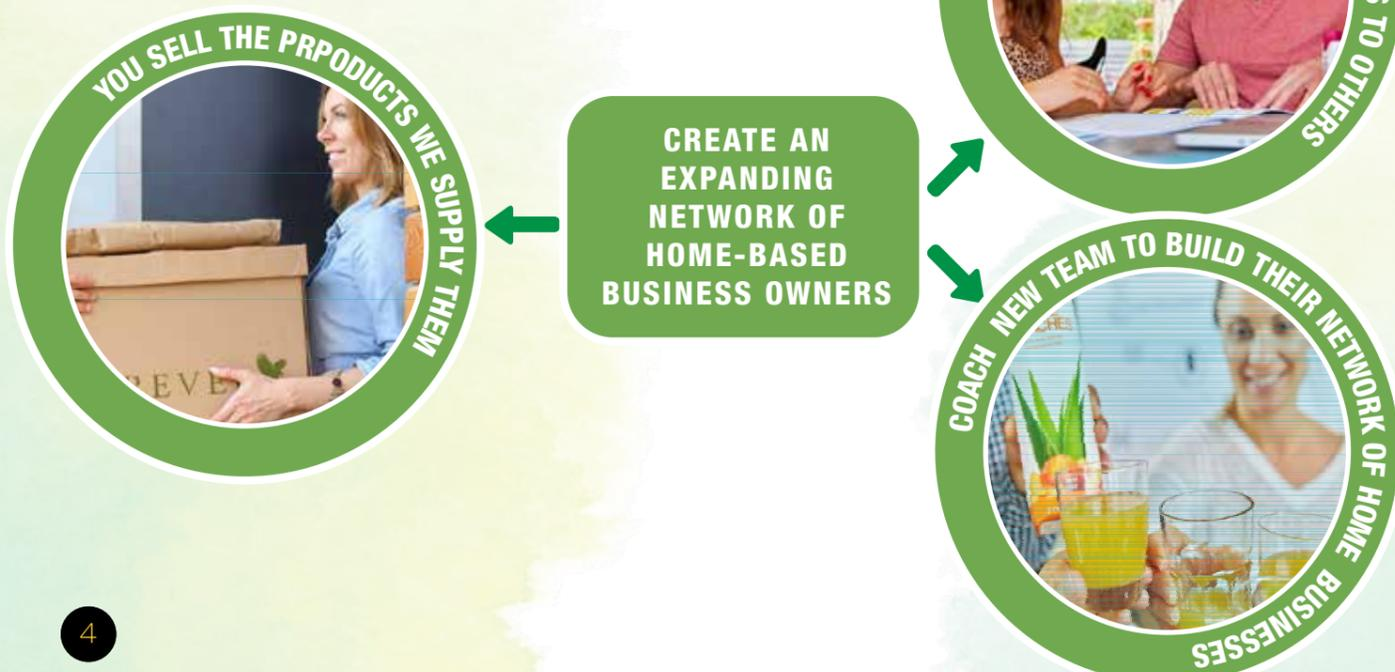 YOU SELL THE PRPODUCTS WE SUPPLY THEM
CREATE AN
EXPANDING
NETWORK OF
HOME-BASED
BUSINESS OWNERS
TO OTHERS
COACH NEW TEAM TO BUILD THEIR NETWORK OF HOME BUSINESSES
REVE
4